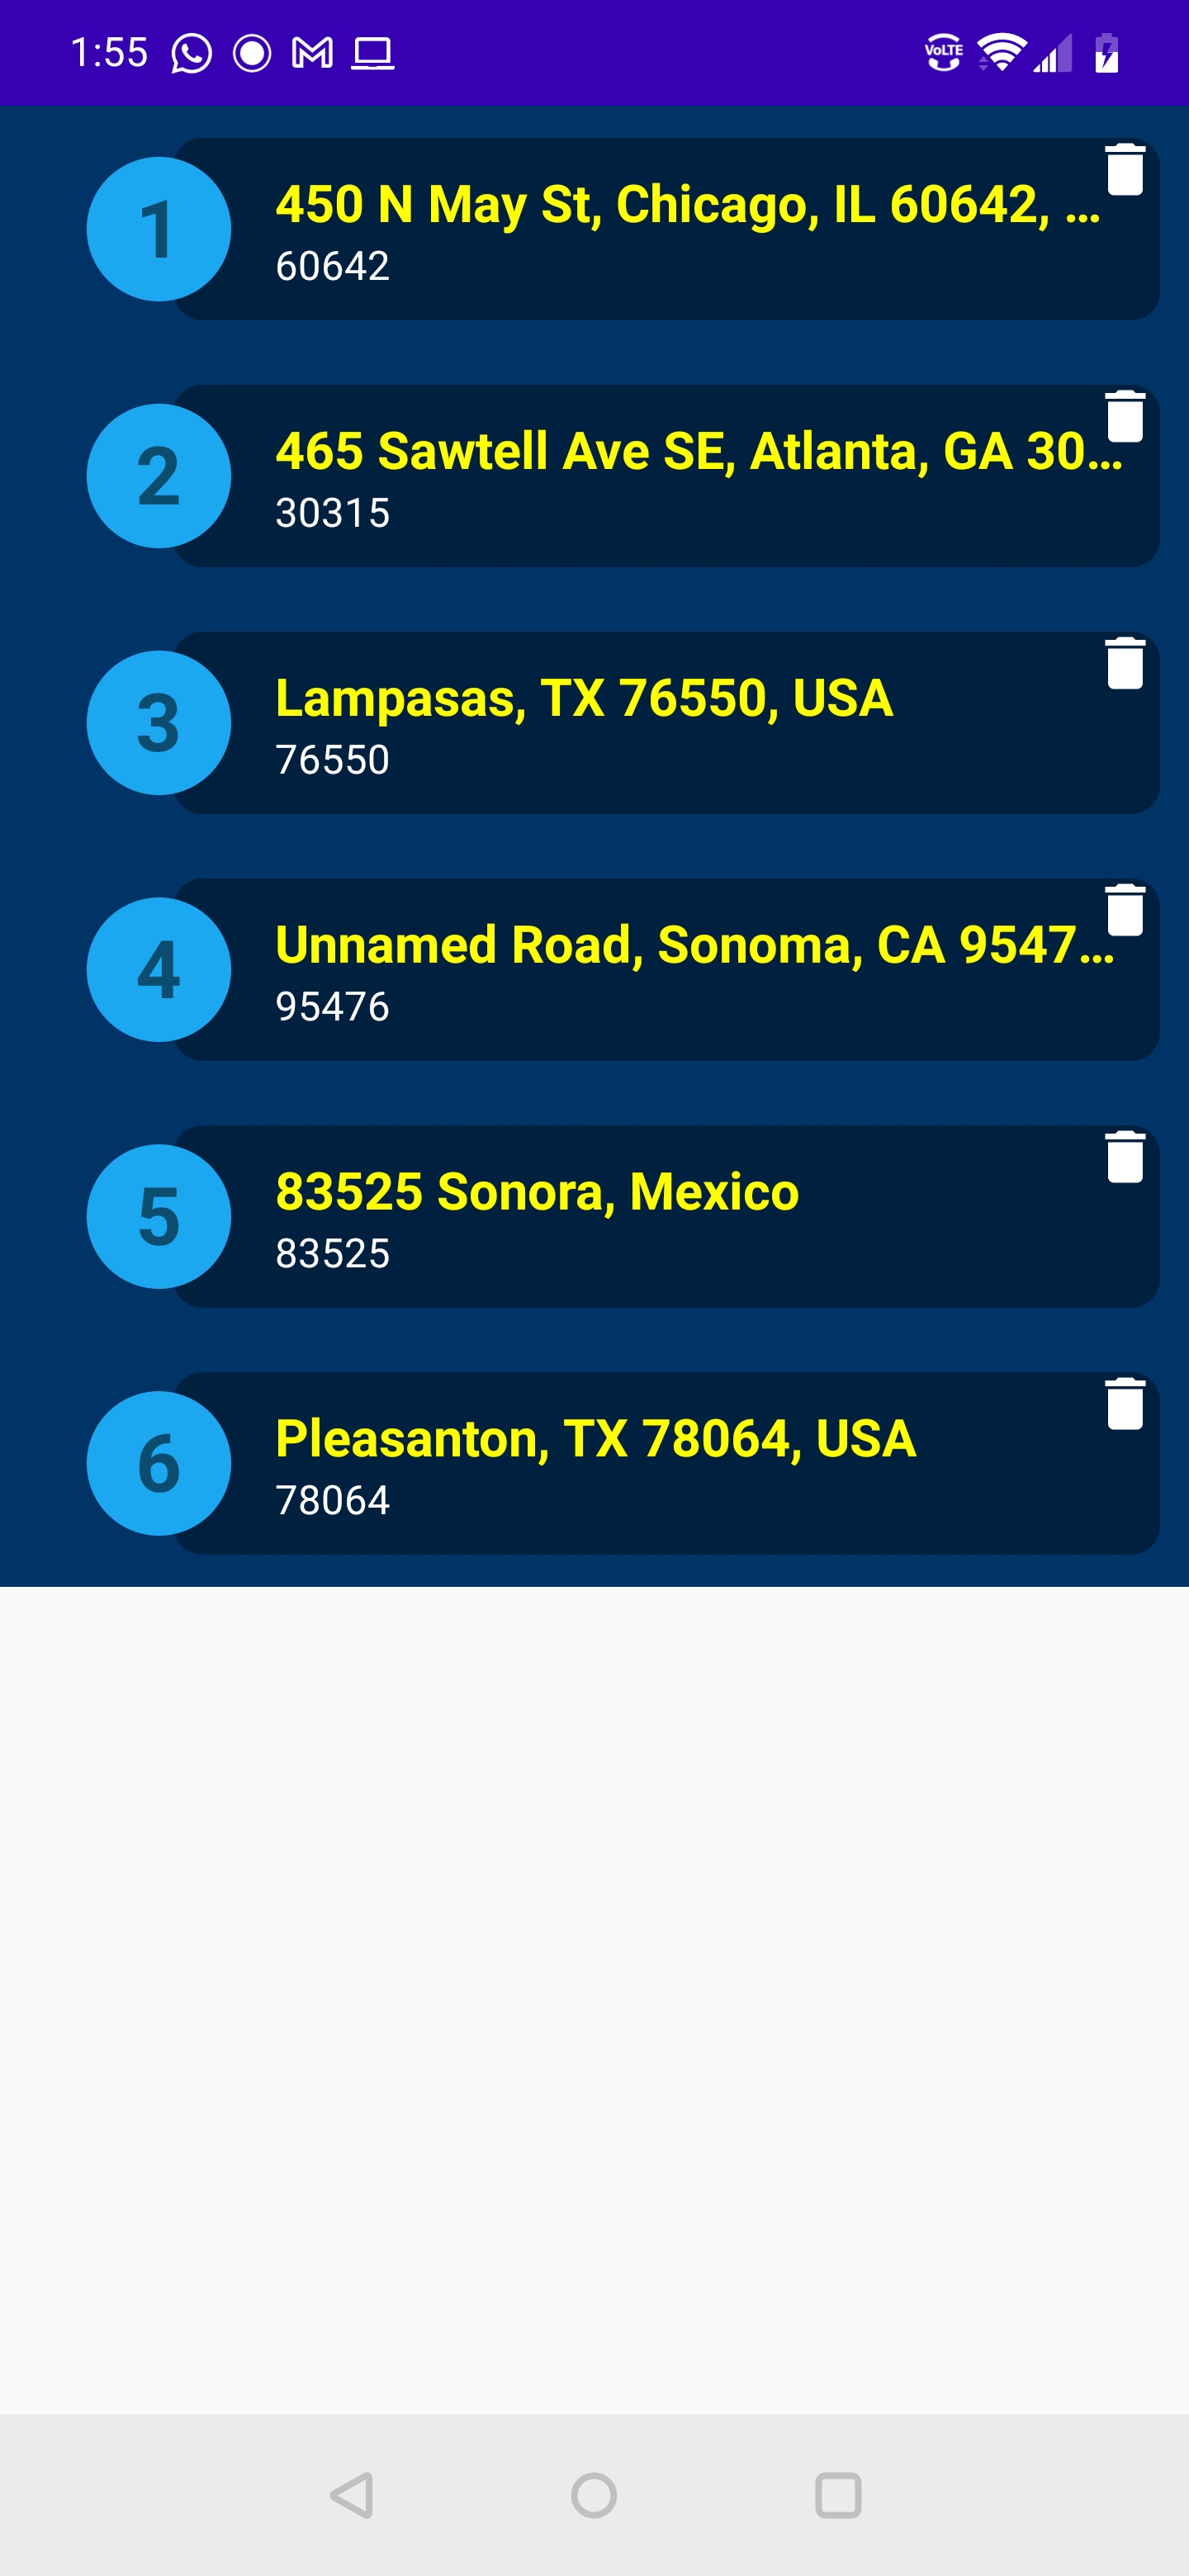 1:55
VoLTE
1
450 N May St, Chicago, IL 60642, ...
60642
2
465 Sawtell Ave SE, Atlanta, GA 30...
30315
3
Lampasas, TX 76550, USA
76550
4
Unnamed Road, Sonoma, CA 9547...
95476
5
83525 Sonora, Mexico
83525
6
Pleasanton, TX 78064, USA
78064